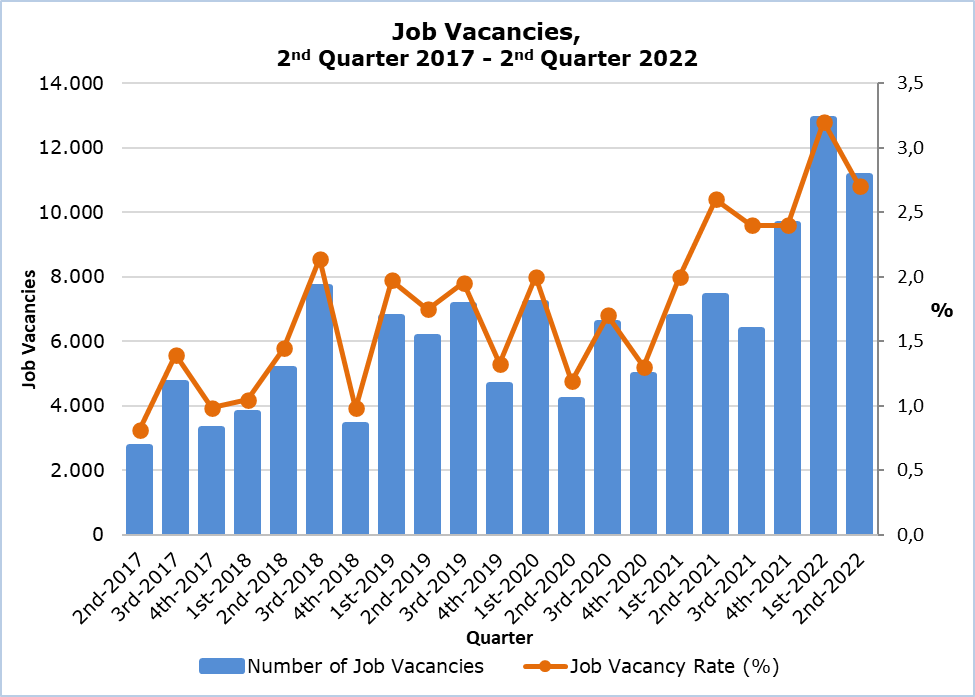 Job Vacancies,
2nd Quarter 2017 - 2nd Quarter 2022
14.000
12.000
10.000
8.000
6.000
4.000
2.000
0
Job Vacancies
3,5
3,0
2,5
2,0
1,5
1,0
0,5
0,0
%
2nd-2017
3rd-2017
4th-2017
1st-2018
2nd-2018
3rd-2018
4th-2018
1st-2019
2nd-2019
3rd-2019
4th-2019
1st-2020
2nd-2020
3rd-2020
4th-2020
1st-2021
2nd-2021
3rd-2021
4th-2021
1st-2022
2nd-2022
Quarter
Number of Job Vacancies
Job Vacancy Rate (%)